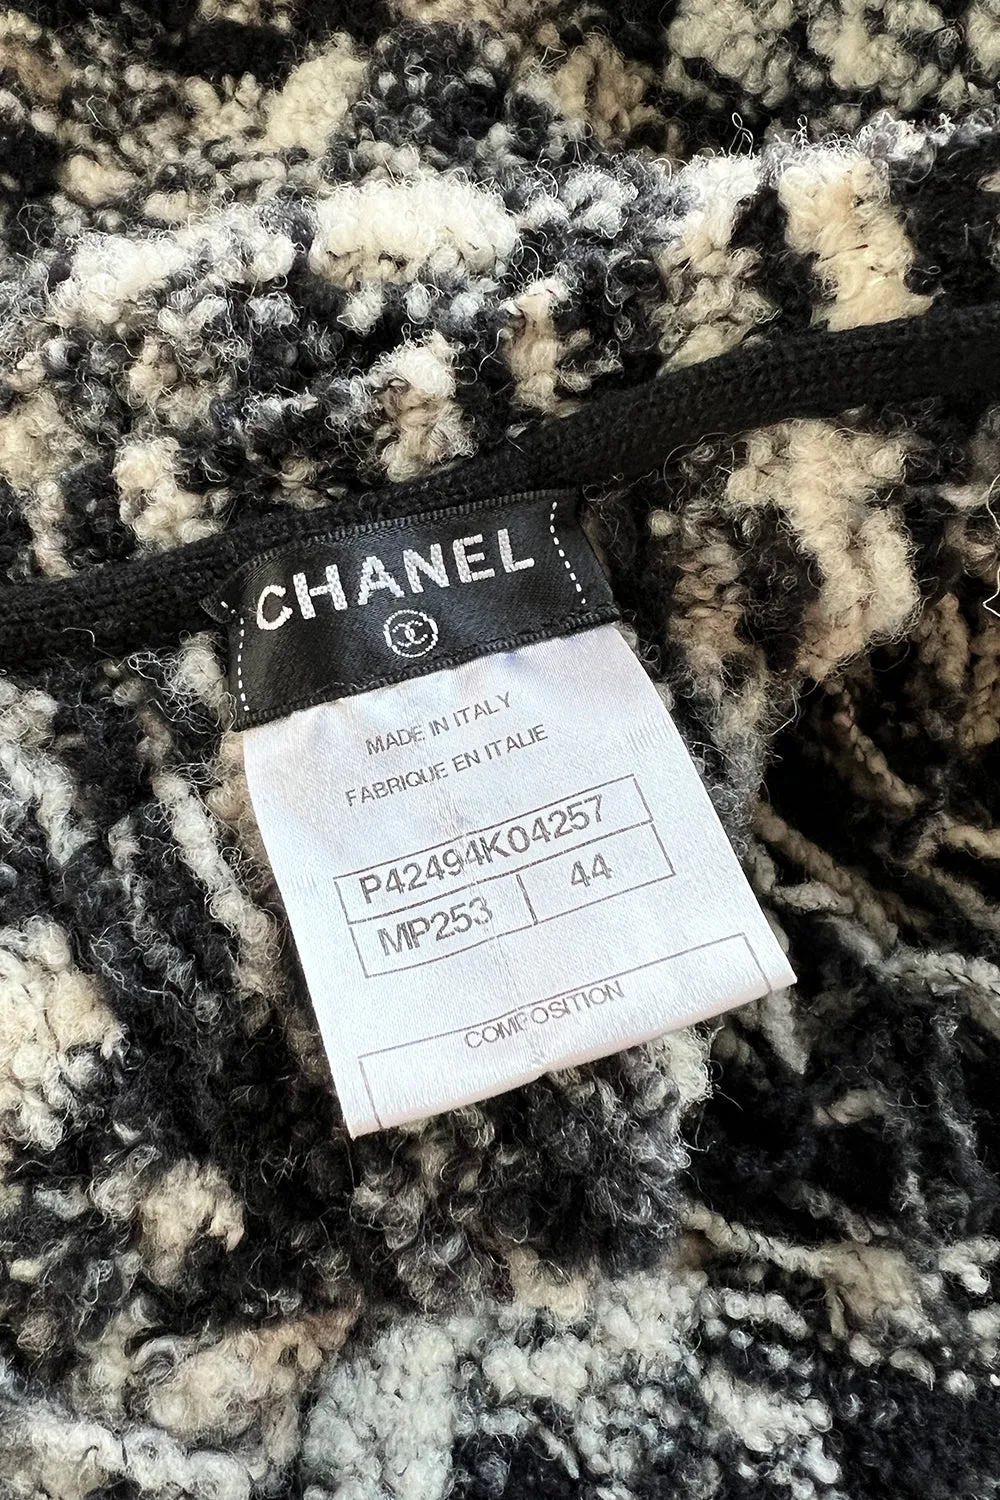 CHANEL
MADE IN ITALY
FABRIQUE EN ITALIE
P42494K04257
MP253 44
COMPOSITION